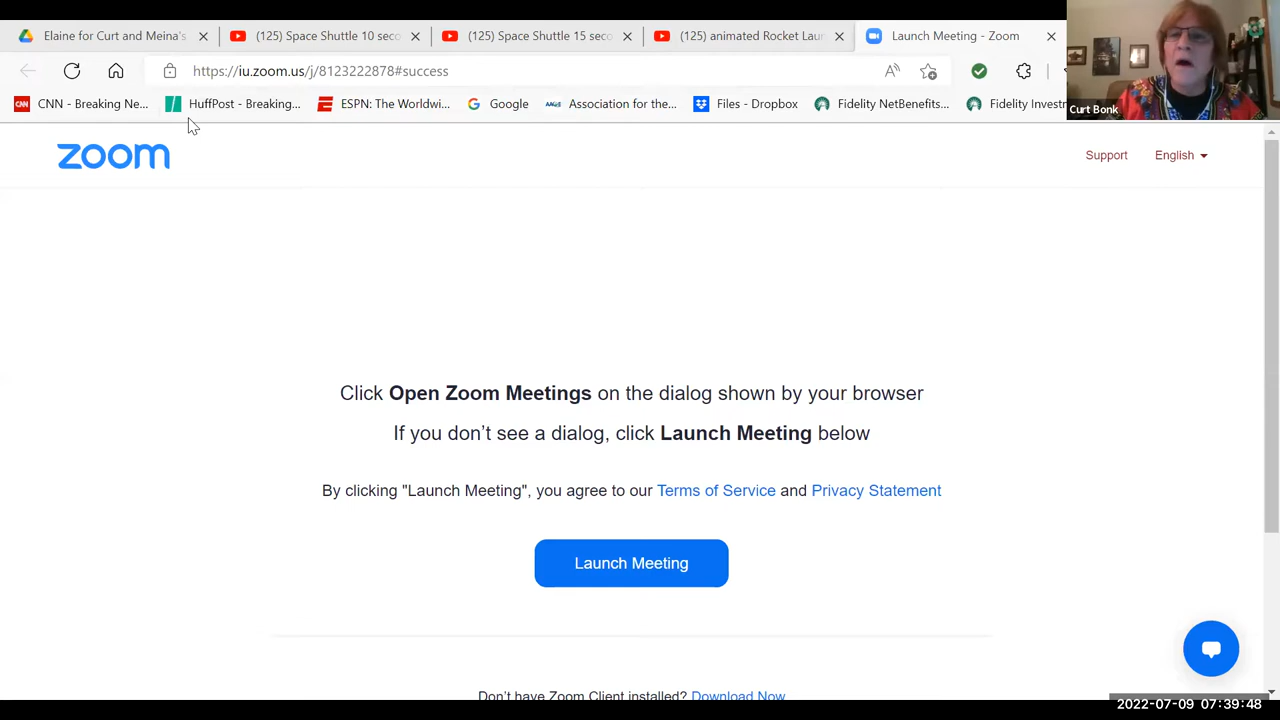 Elaine for Curt and Meina's
(125) Space Shuttle 10 seco
(125) Space Shuttle 15 seco
(125) animated Rocket Lau
Launch Meeting - Zoom
https://iu.zoom.us/j/8123222878#success
CNN CNN - Breaking Ne...
HuffPost - Breaking...
ESPN: The Worldwi...
Google
Association for the...
Files - Dropbox
Fidelity NetBenefits...
Fidelity Investm
Curt Bonk
zoom
Support
English
Click Open Zoom Meetings on the dialog shown by your browser
If you don't see a dialog, click Launch Meeting below
By clicking "Launch Meeting", you agree to our Terms of Service and Privacy Statement
Launch Meeting
Don't have Zoom Client installed? Download Now
2022-07-09 07:39:48